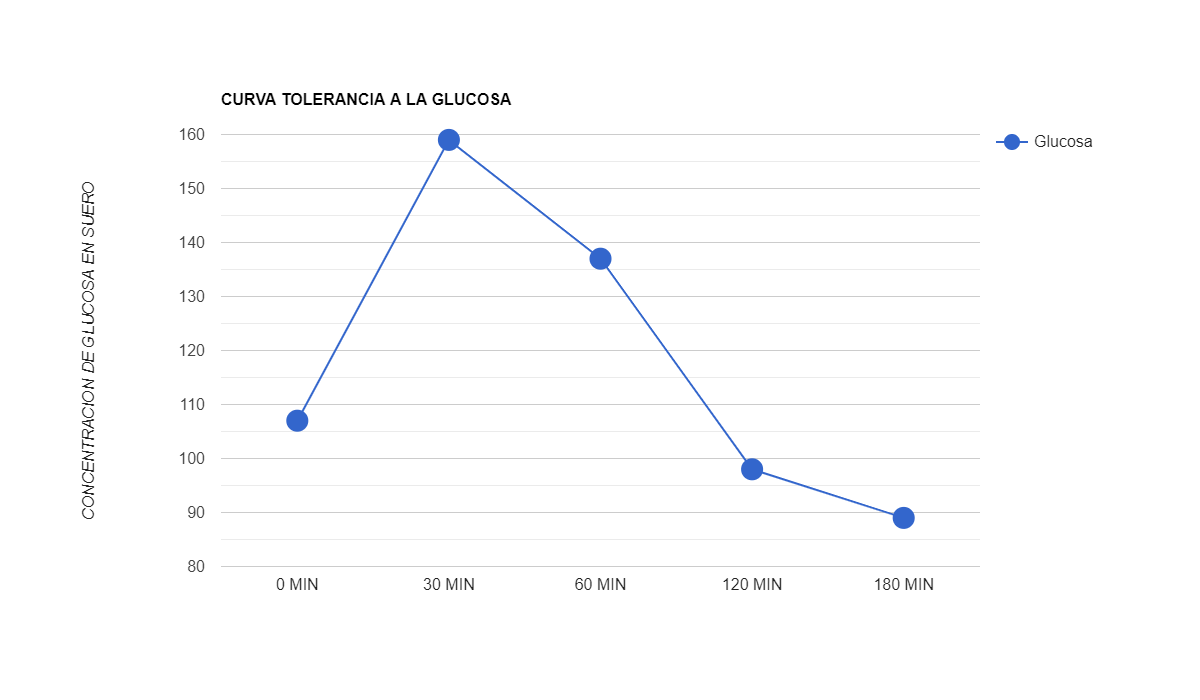 CURVA TOLERANCIA A LA GLUCOSA
CONCENTRACION DE GLUCOSA EN SUERO
160
150
140
130
120
110
100
90
80
0 MIN
30 MIN
60 MIN
120 MIN
180 MIN
Glucosa